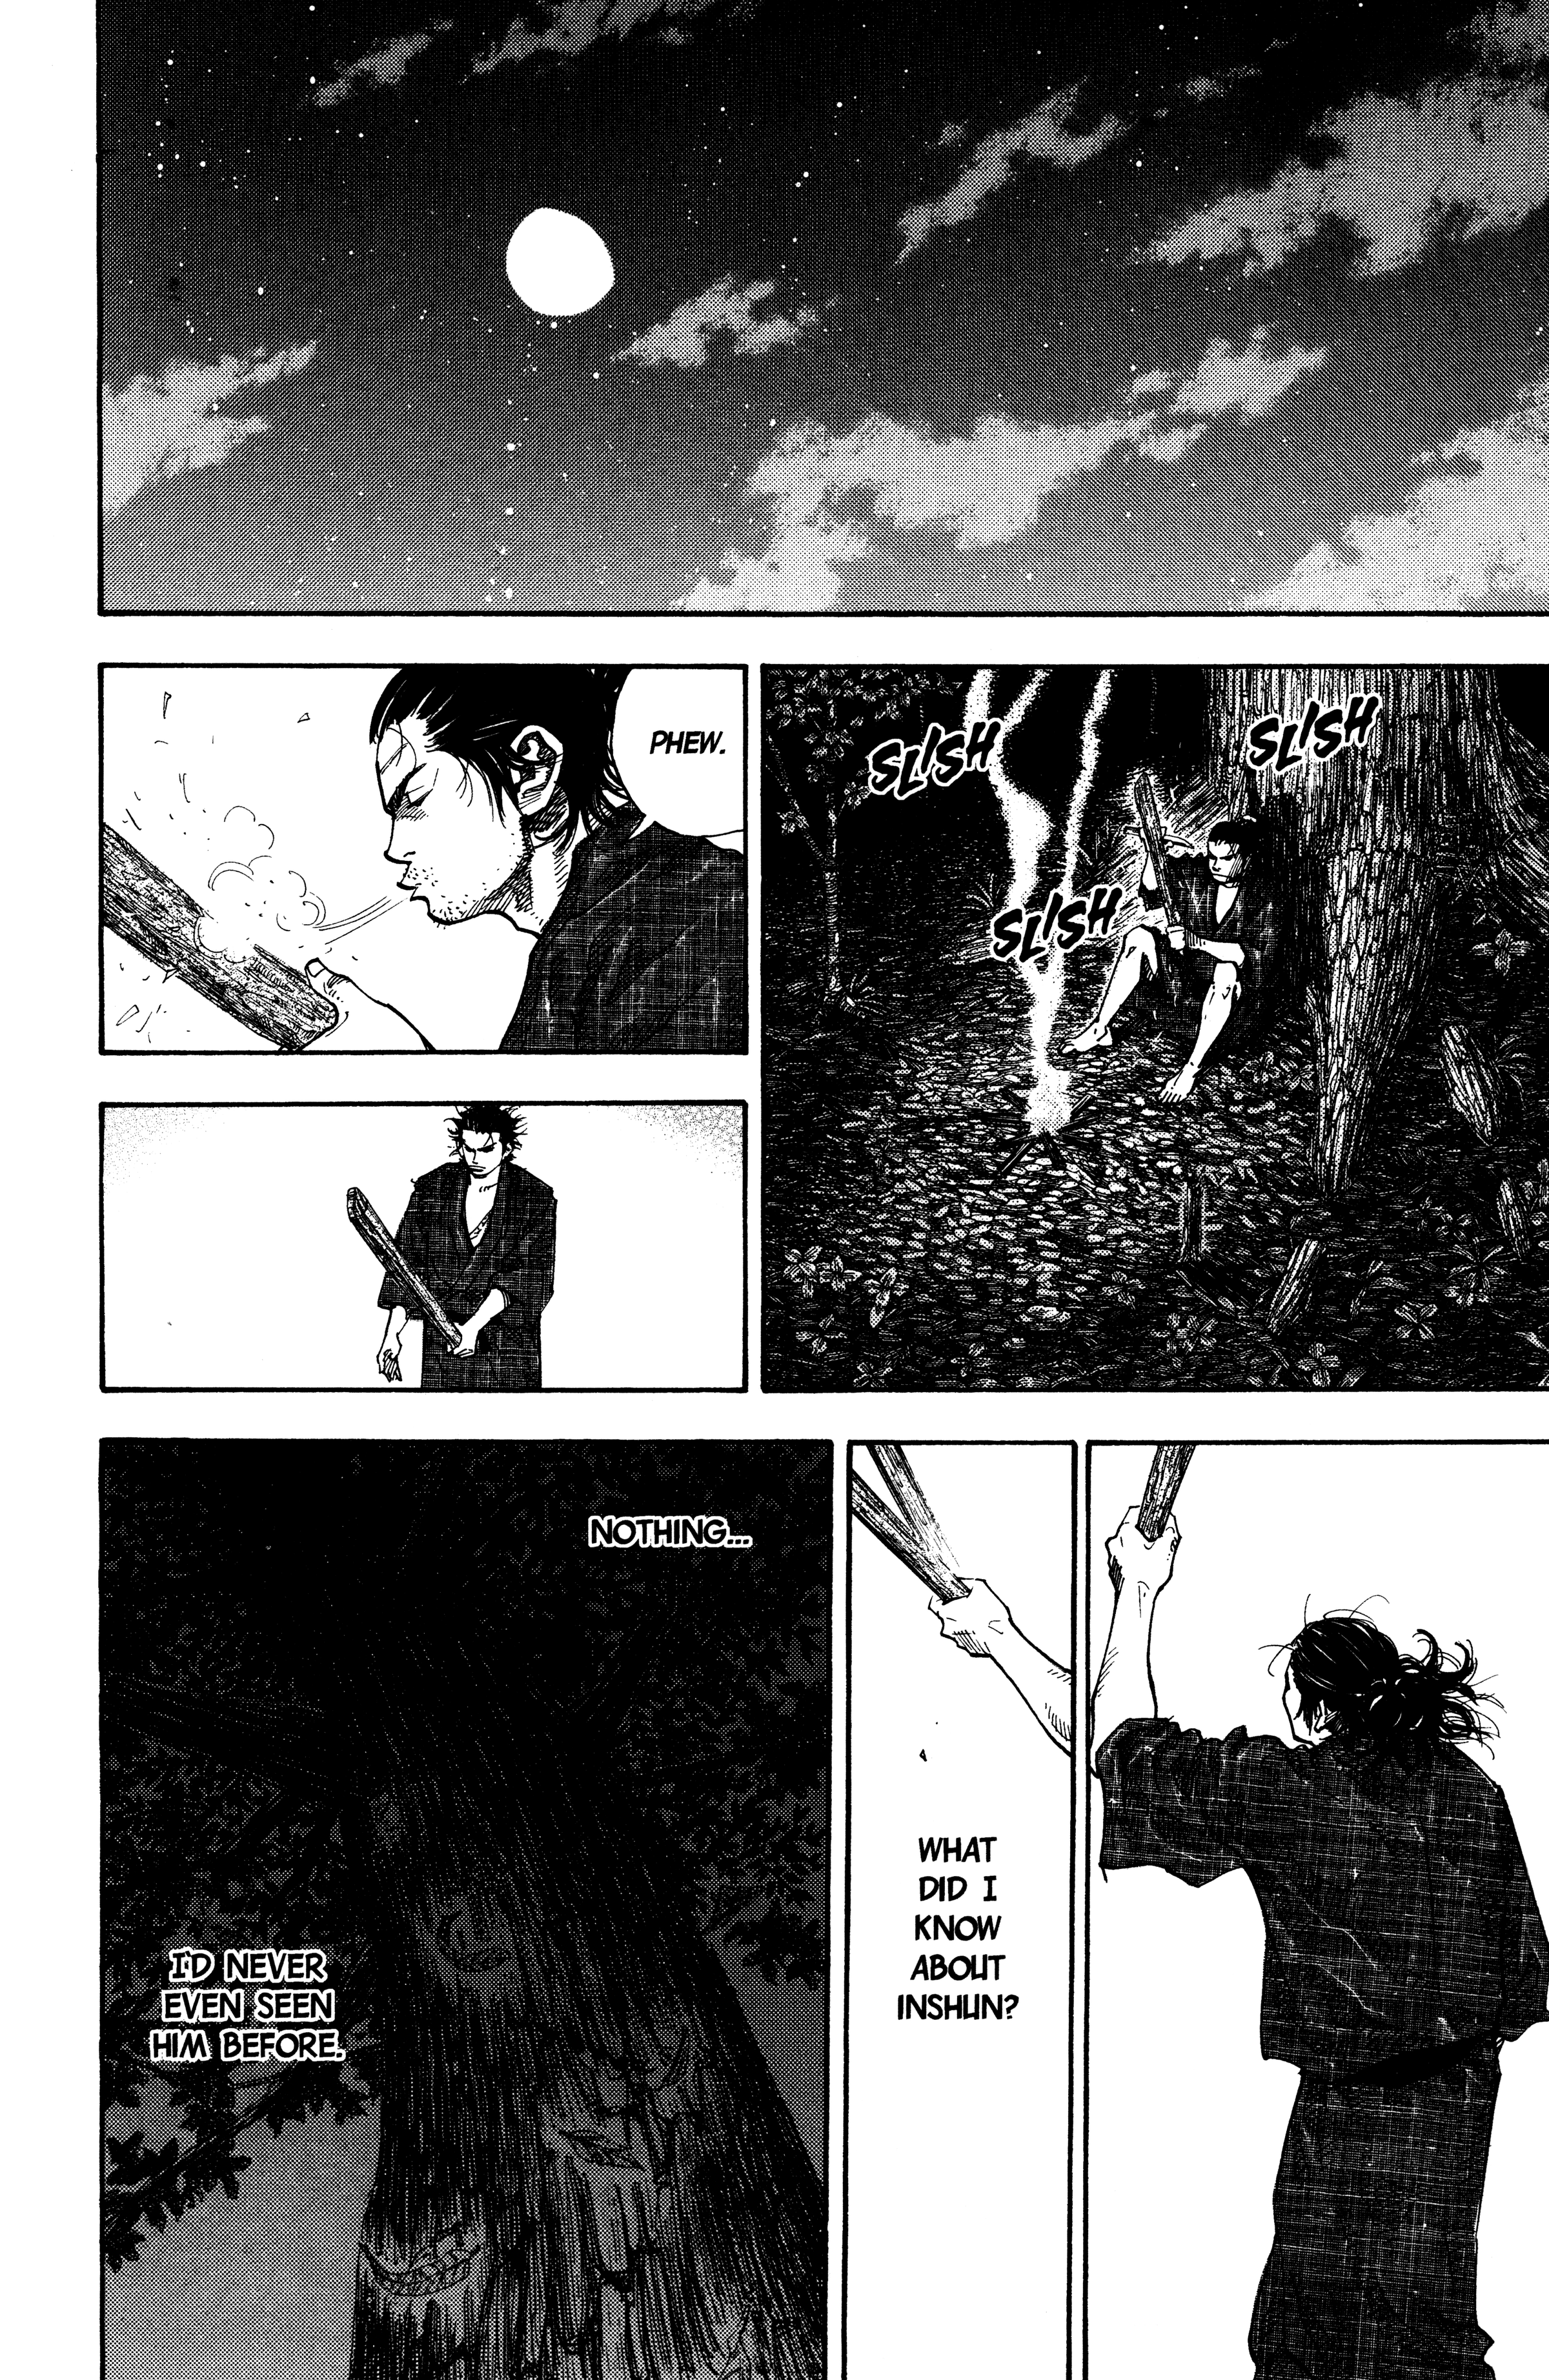 SLISH
SLISH
SLISH
PHEW.
WHAT
DID I
KNOW
ABOUT
INSHUN?
NOTHING...
I'D NEVER
EVEN SEEN
HIM BEFORE.